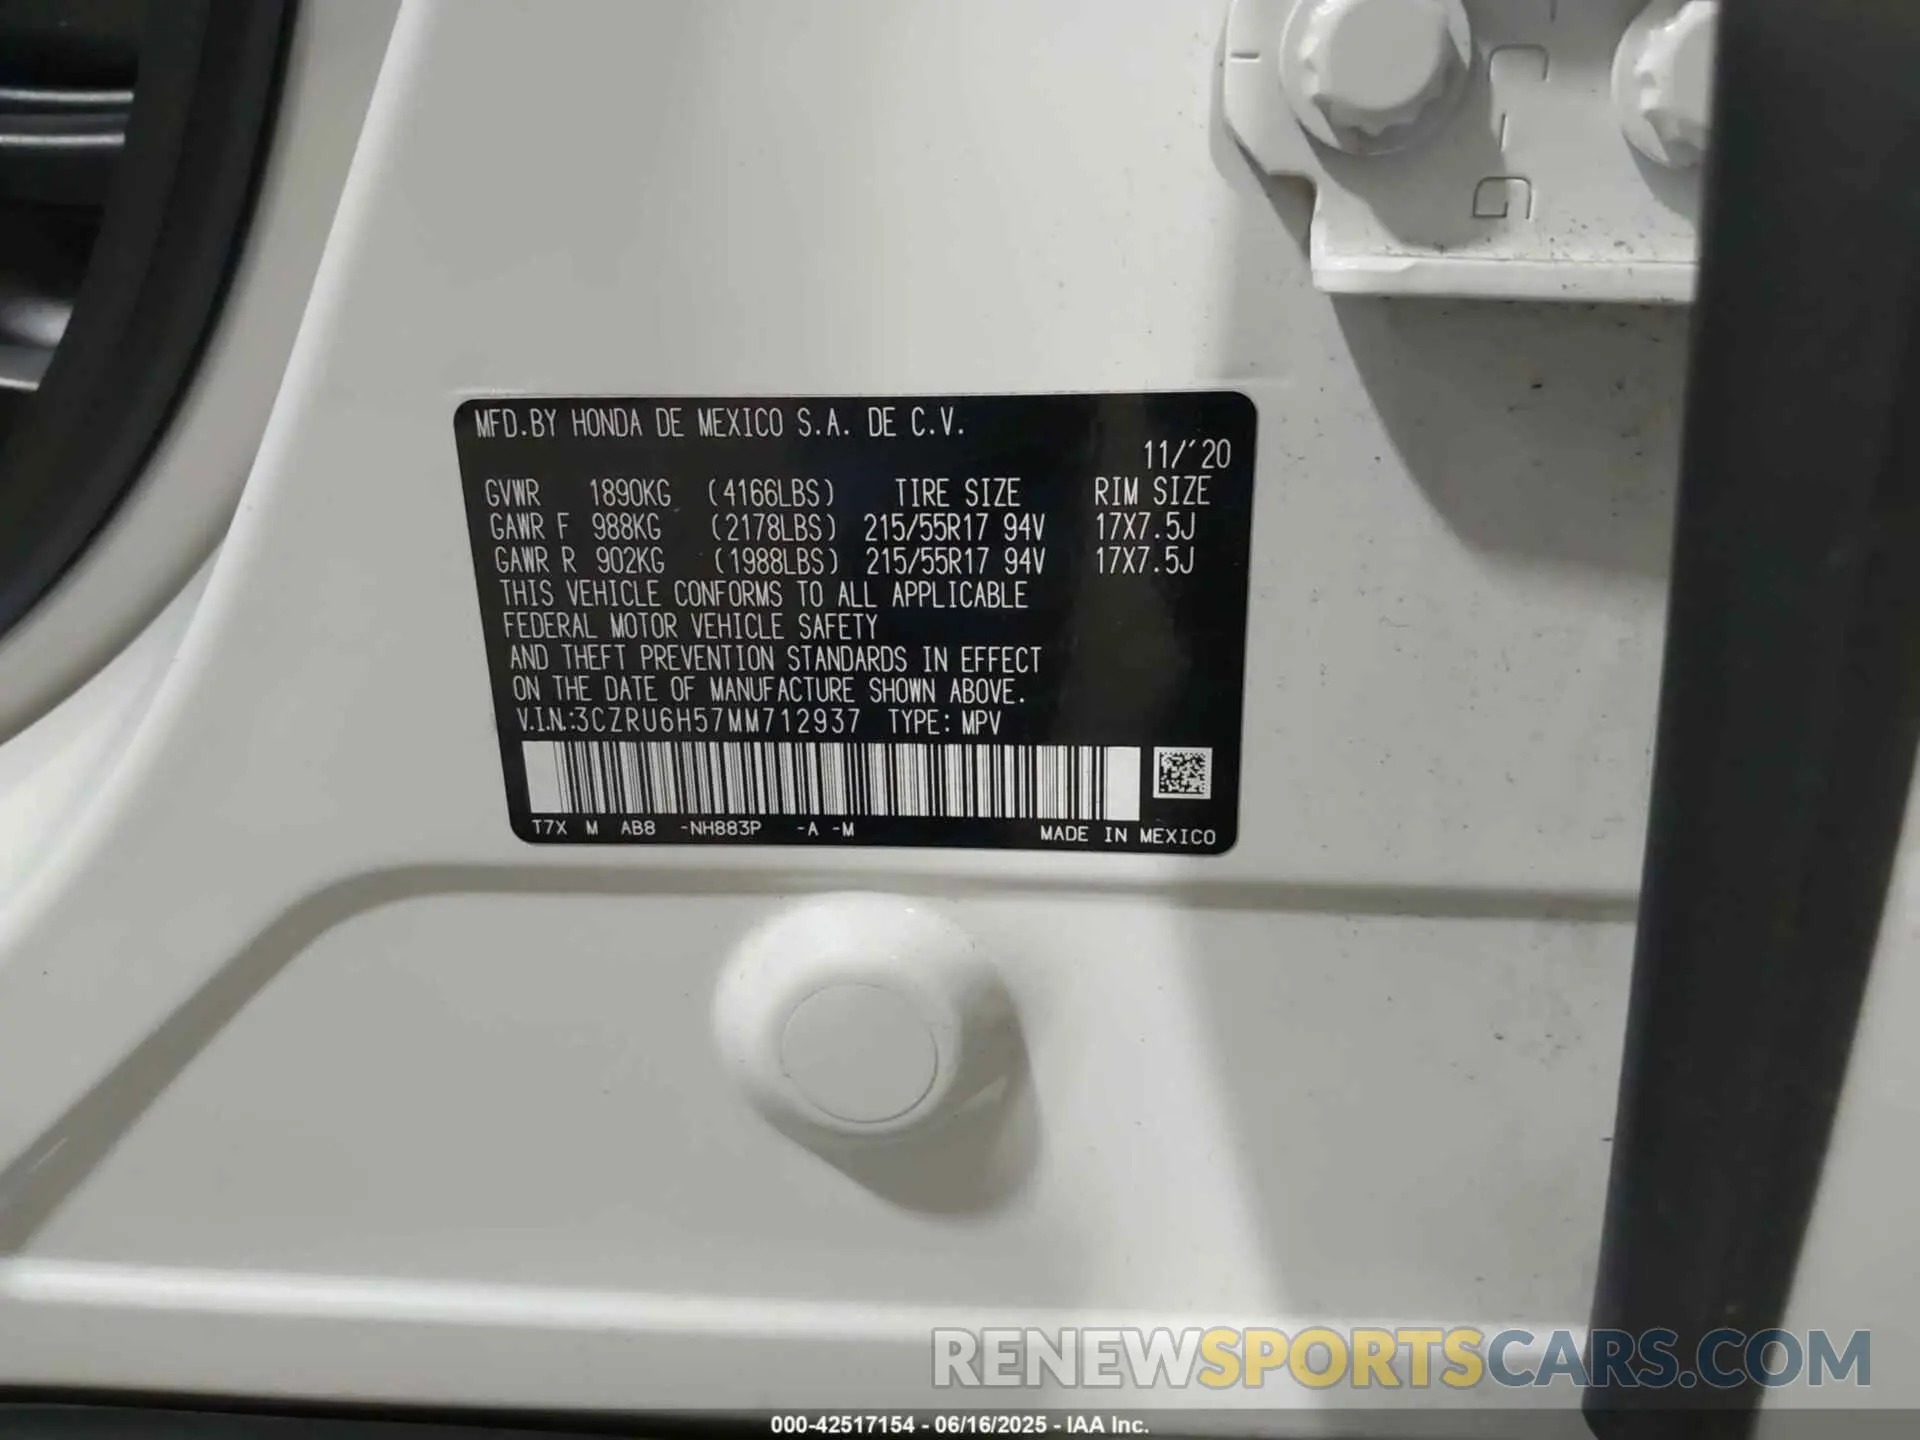 MFD.BY HONDA DE MEXICO S.A. DE C.V.
11/'20
GVWR 1890KG (4166LBS) TIRE SIZE RIM SIZE
GAWR F 988KG (2178LBS) 215/55R17 94V 17X7.5J
GAWR R 902KG (1988LBS) 215/55R17 94V 17X7.5J
THIS VEHICLE CONFORMS TO ALL APPLICABLE
FEDERAL MOTOR VEHICLE SAFETY
AND THEFT PREVENTION STANDARDS IN EFFECT
ON THE DATE OF MANUFACTURE SHOWN ABOVE.
V.I.N.:3CZRU6H57MM712937 TYPE: MPV
T7X M AB8 -NH883P -A -M MADE IN MEXICO
RENEWSPORTSCARS.COM
000-42517154 - 06/16/2025 - IAA Inc.